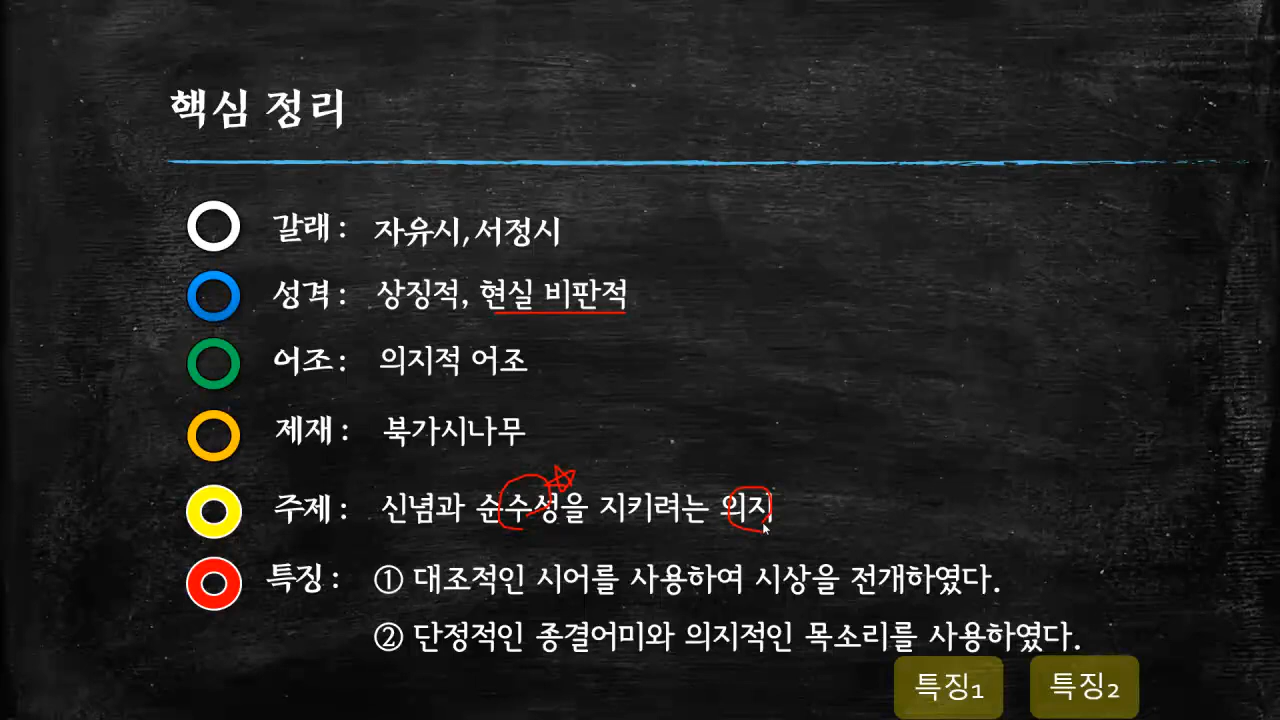 핵심 정리
갈래 : 자유시, 서정시
성격 : 상징적, 현실 비판적
어조 : 의지적 어조
제재 : 북가시나무
주제 : 신념과 순수성을 지키려는 의지
특징 : ① 대조적인 시어를 사용하여 시상을 전개하였다.
② 단정적인 종결어미와 의지적인 목소리를 사용하였다.
특징1 특징2